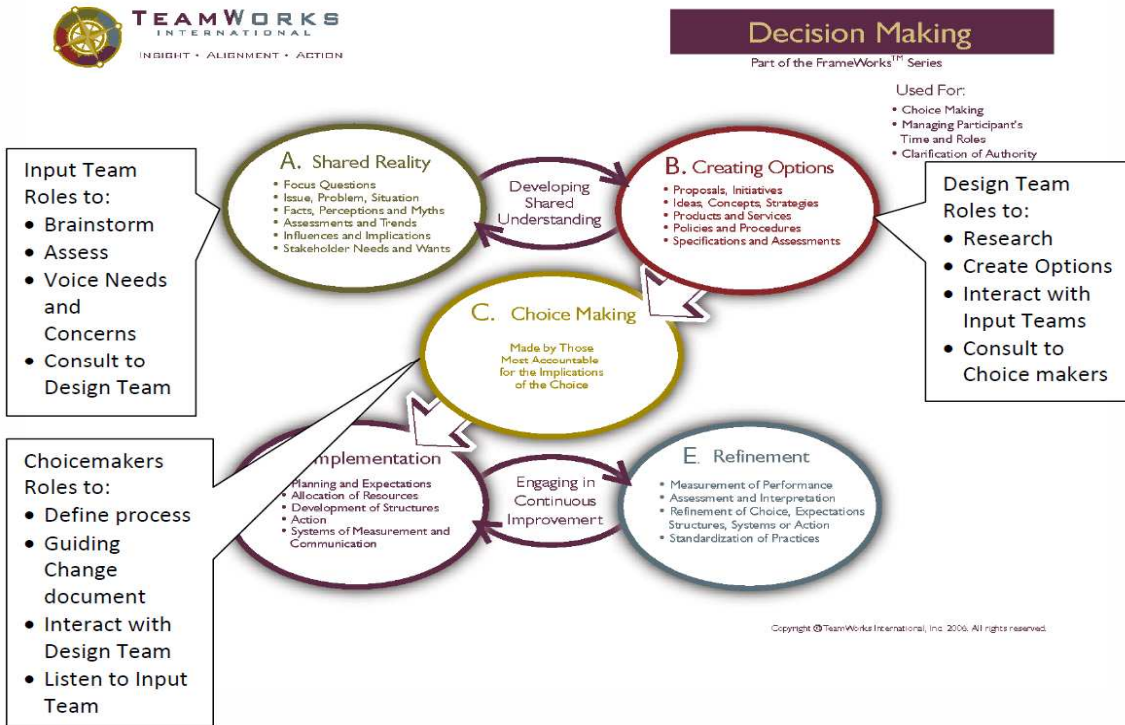 TEAMWORKS
INTERNATIONAL
INSIGHT • ALIGNMENT • ACTION
Decision Making
Part of the FrameWorks™ Series
Used For:
• Choice Making
• Managing Participant's
Time and Roles
• Clarification of Authority
Input Team
Roles to:
• Brainstorm
• Assess
• Voice Needs
and
Concerns
• Consult to
Design Team
A. Shared Reality
• Focus Questions
• Issue, Problem, Situation
• Facts, Perceptions and Myths
• Assessments and Trends
• Influences and Implications
• Stakeholder Needs and Wants
Developing
Shared
Understanding
B. Creating Options
• Proposals, Initiatives
• Ideas, Concepts, Strategies
• Products and Services
• Policies and Procedures
• Specifications and Assessments
Design Team
Roles to:
• Research
• Create Options
• Interact with
Input Teams
• Consult to
Choice makers
C. Choice Making
Made by Those
Most Accountable
for the Implications
of the Choice
Choicemakers
Roles to:
• Define process
• Guiding
Change
document
• Interact with
Design Team
• Listen to Input
Team
Implementation
• Planning and Expectations
• Allocation of Resources
• Development of Structures
• Action
• Systems of Measurement and
Communication
Engaging in
Continuous
Improvement
E. Refinement
• Measurement of Performance
• Assessment and Interpretation
• Refinement of Choice, Expectations
Structures, Systems or Action
• Standardization of Practices
Copyright © TeamWorks International, Inc. 2006. All rights reserved.